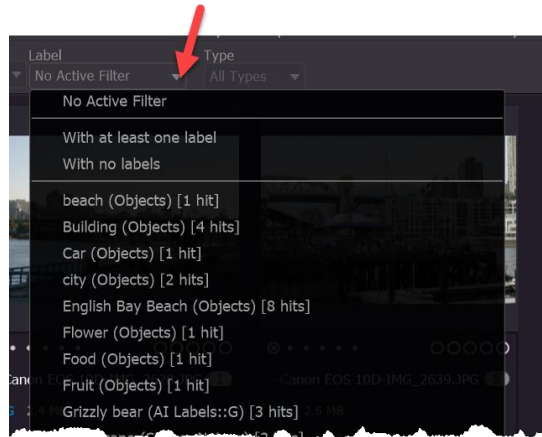 Label Type
No Active Filter All Types
No Active Filter
With at least one label
With no labels
beach (Objects) [1 hit]
Building (Objects) [4 hits]
Car (Objects) [1 hit]
city (Objects) [2 hits]
English Bay Beach (Objects) [8 hits]
Flower (Objects) [1 hit]
Food (Objects) [1 hit]
Fruit (Objects) [1 hit]
Canon EOS 10D-IMG_2639.JPG
Grizzly bear (AI Labels::G) [3 hits]
2.6 MB